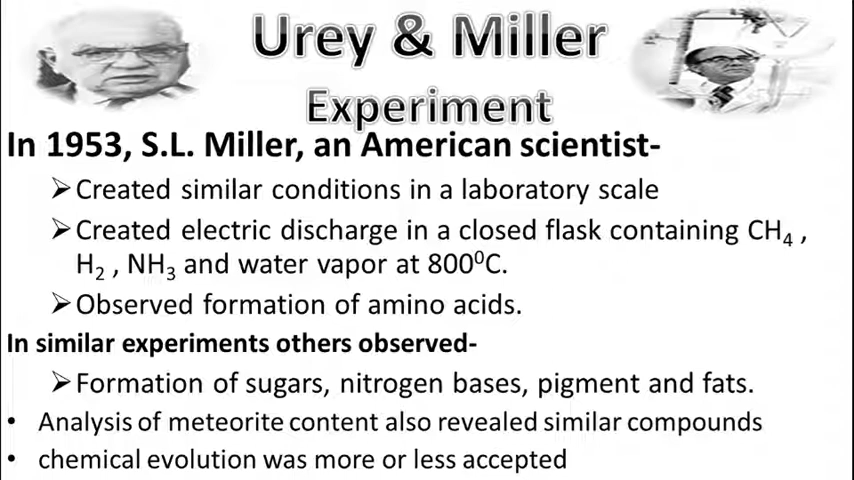 Urey & Miller
Experiment
In 1953, S.L. Miller, an American scientist-
➢Created similar conditions in a laboratory scale
➢Created electric discharge in a closed flask containing CH₄ ,
H₂ , NH₃ and water vapor at 800⁰C.
➢Observed formation of amino acids.
In similar experiments others observed-
➢Formation of sugars, nitrogen bases, pigment and fats.
• Analysis of meteorite content also revealed similar compounds
• chemical evolution was more or less accepted